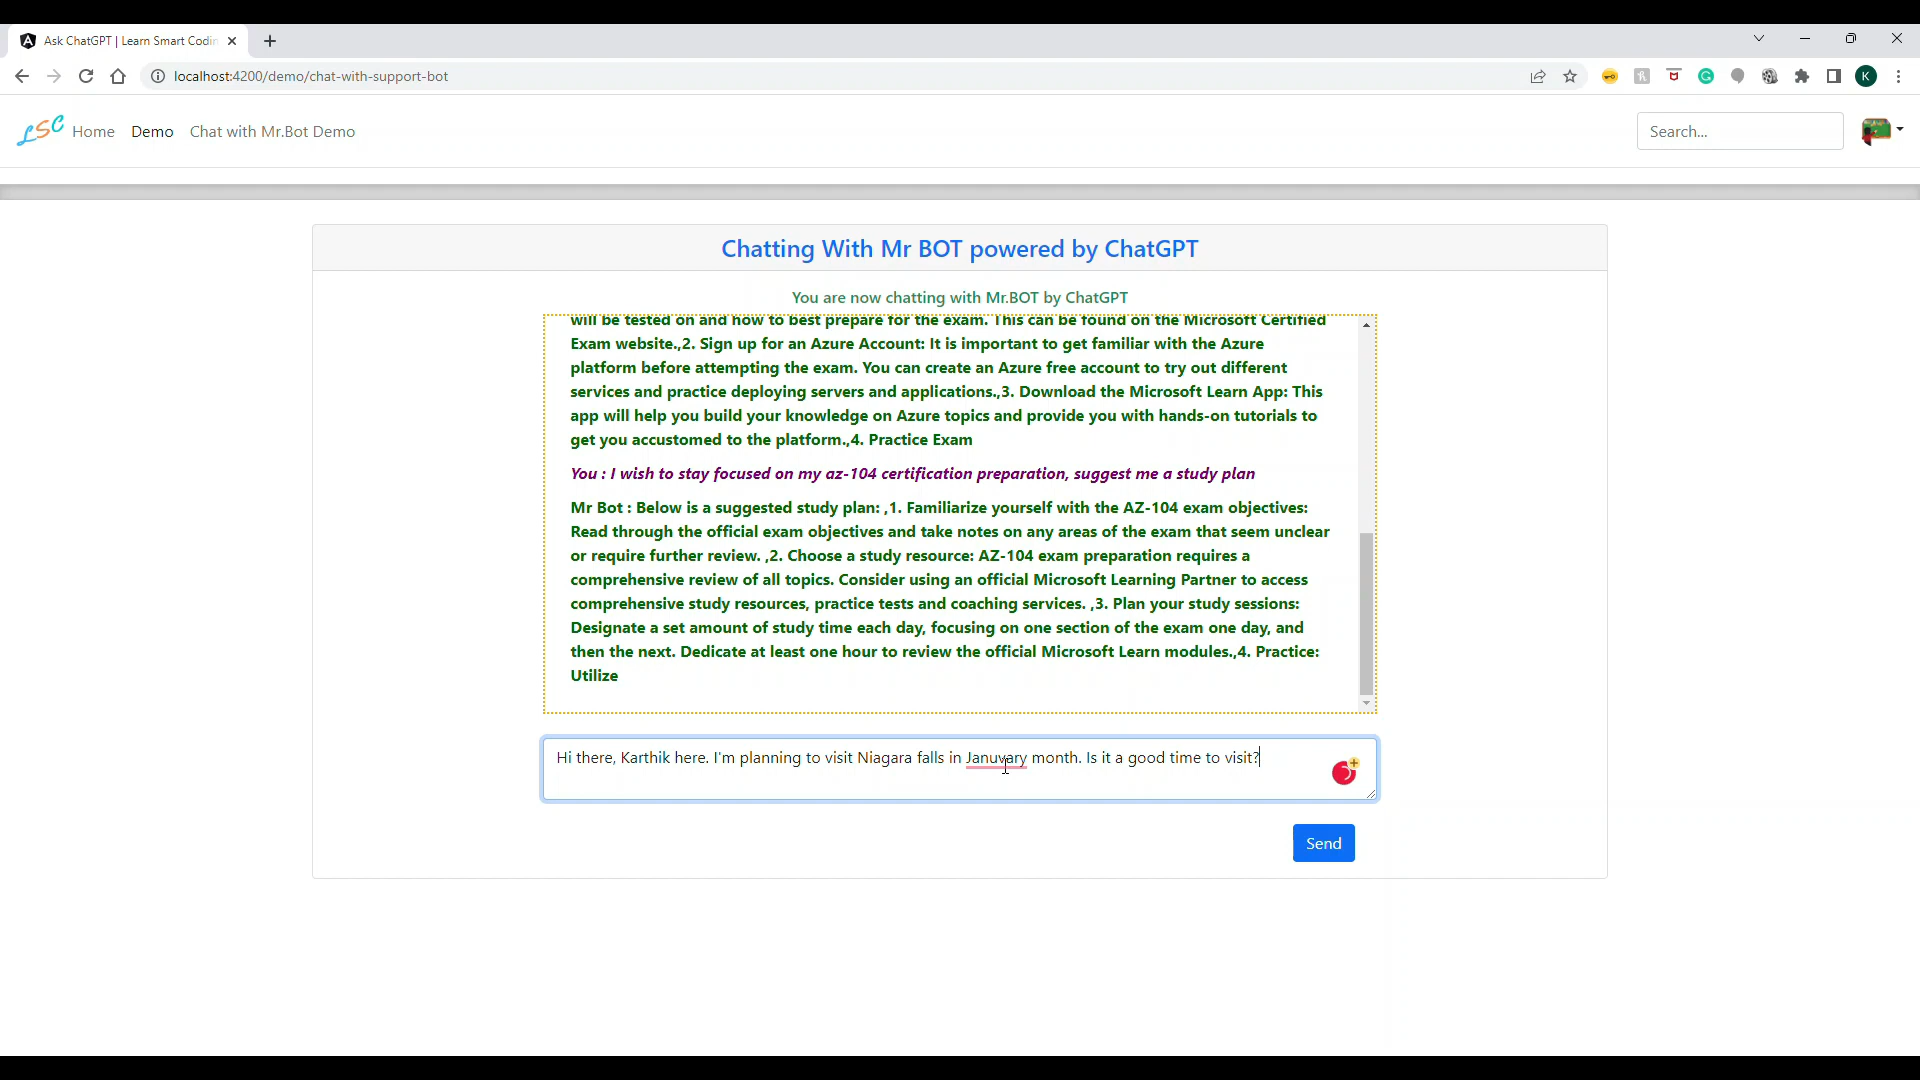 Ask ChatGPT | Learn Smart Codin
localhost:4200/demo/chat-with-support-bot
K
LSC Home Demo Chat with Mr.Bot Demo Search...
Chatting With Mr BOT powered by ChatGPT
You are now chatting with Mr.BOT by ChatGPT
will be tested on and how to best prepare for the exam. This can be found on the Microsoft Certified
Exam website.,2. Sign up for an Azure Account: It is important to get familiar with the Azure
platform before attempting the exam. You can create an Azure free account to try out different
services and practice deploying servers and applications.,3. Download the Microsoft Learn App: This
app will help you build your knowledge on Azure topics and provide you with hands-on tutorials to
get you accustomed to the platform.,4. Practice Exam
You : I wish to stay focused on my az-104 certification preparation, suggest me a study plan
Mr Bot : Below is a suggested study plan: ,1. Familiarize yourself with the AZ-104 exam objectives:
Read through the official exam objectives and take notes on any areas of the exam that seem unclear
or require further review. ,2. Choose a study resource: AZ-104 exam preparation requires a
comprehensive review of all topics. Consider using an official Microsoft Learning Partner to access
comprehensive study resources, practice tests and coaching services. ,3. Plan your study sessions:
Designate a set amount of study time each day, focusing on one section of the exam one day, and
then the next. Dedicate at least one hour to review the official Microsoft Learn modules.,4. Practice:
Utilize
Hi there, Karthik here. I'm planning to visit Niagara falls in Januvary month. Is it a good time to visit?
Send